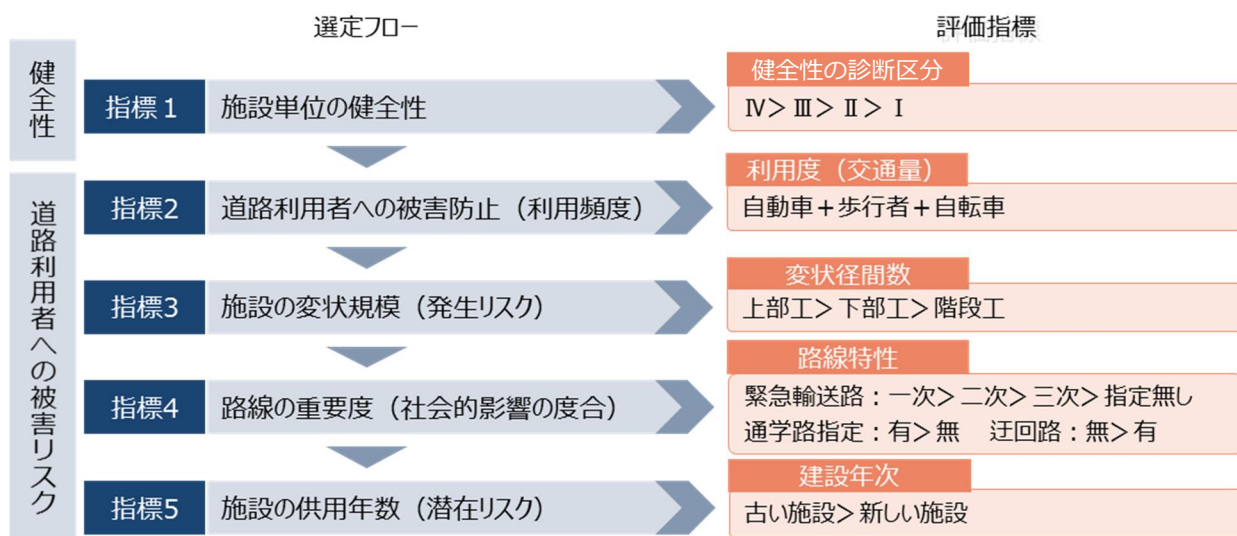 選定フロー
評価指標
健全性
指標1
施設単位の健全性
健全性の診断区分
Ⅳ＞Ⅲ＞Ⅱ＞Ⅰ
道路利用者への被害リスク
指標2
道路利用者への被害防止（利用頻度）
利用度（交通量）
自動車＋歩行者＋自転車
指標3
施設の変状規模（発生リスク）
変状径間数
上部工＞下部工＞階段工
指標4
路線の重要度（社会的影響の度合）
路線特性
緊急輸送路：一次＞二次＞三次＞指定無し
通学路指定：有＞無　迂回路：無＞有
指標5
施設の供用年数（潜在リスク）
建設年次
古い施設＞新しい施設